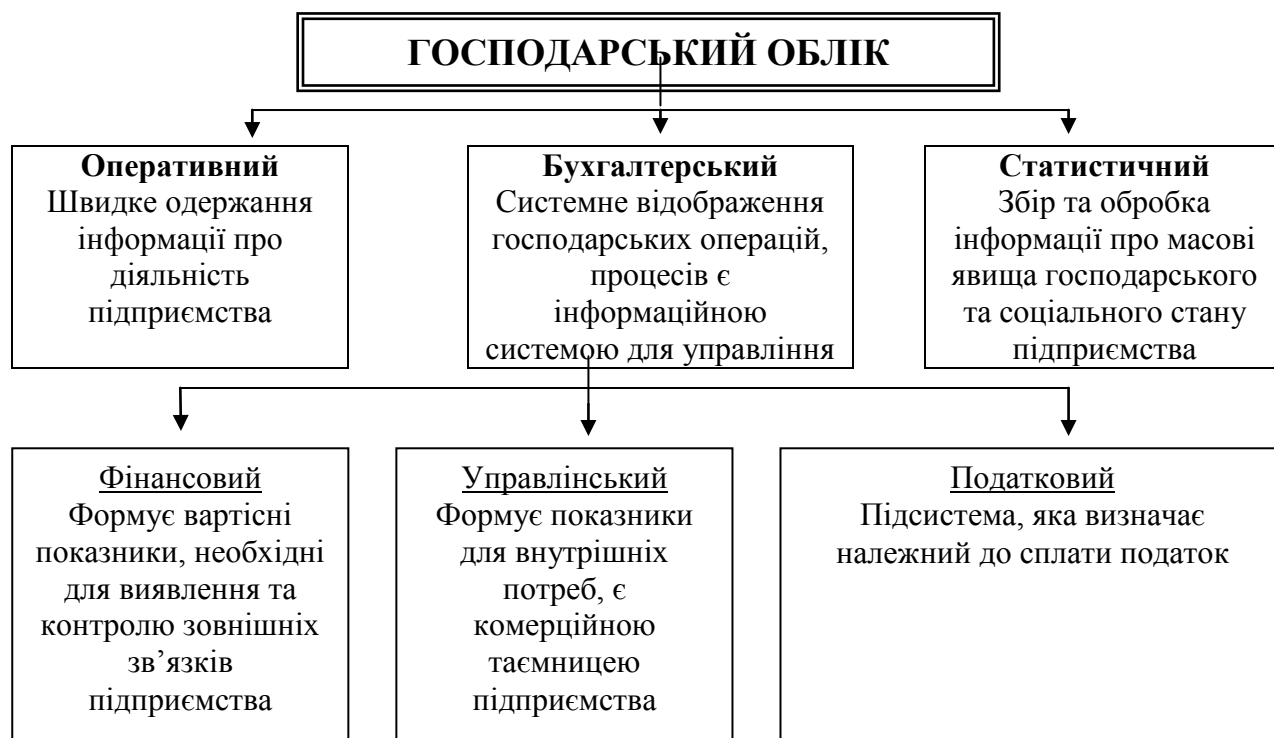 ГОСПОДАРСЬКИЙ ОБЛІК
Оперативний
Швидке одержання
інформації про
діяльність
підприємства
Бухгалтерський
Системне відображення
господарських операцій,
процесів є
інформаційною
системою для управління
Статистичний
Збір та обробка
інформації про масові
явища господарського
та соціального стану
підприємства
Фінансовий
Формує вартісні
показники, необхідні
для виявлення та
контролю зовнішніх
зв’язків
підприємства
Управлінський
Формує показники
для внутрішніх
потреб, є
комерційною
таємницею
підприємства
Податковий
Підсистема, яка визначає
належний до сплати податок